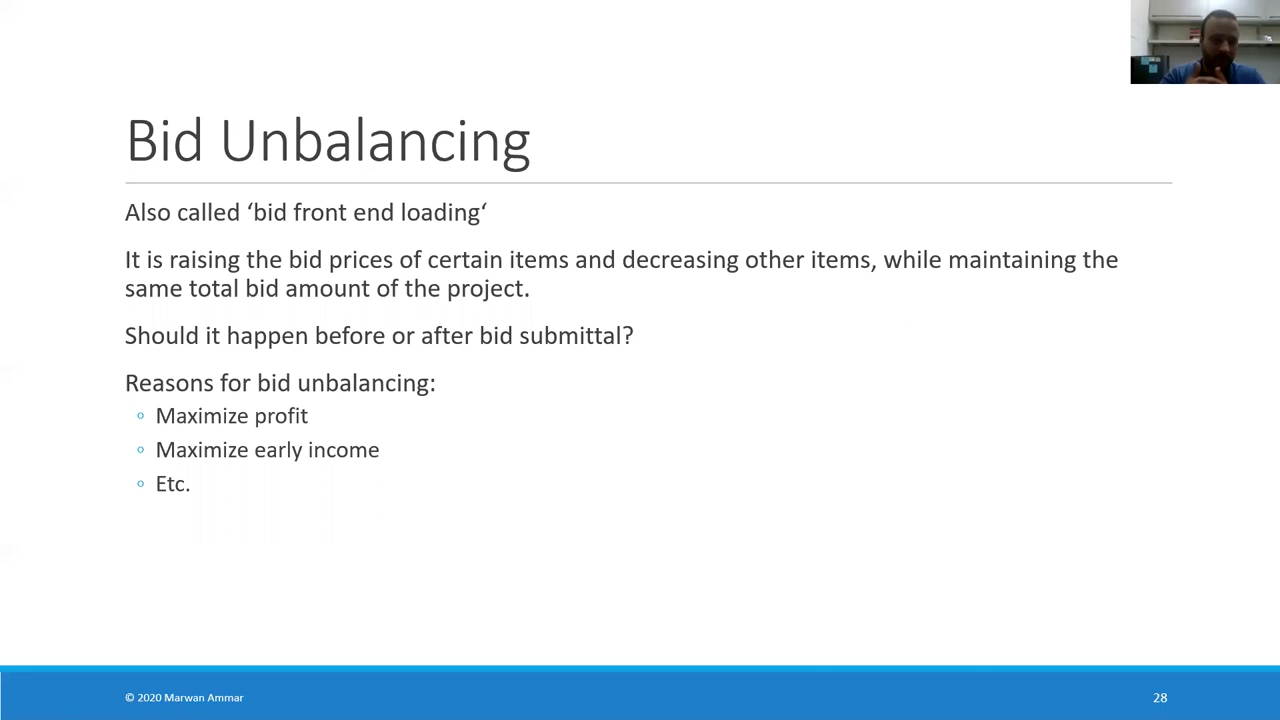 Bid Unbalancing
Also called ‘bid front end loading‘
It is raising the bid prices of certain items and decreasing other items, while maintaining the
same total bid amount of the project.
Should it happen before or after bid submittal?
Reasons for bid unbalancing:
◦ Maximize profit
◦ Maximize early income
◦ Etc.
© 2020 Marwan Ammar
28